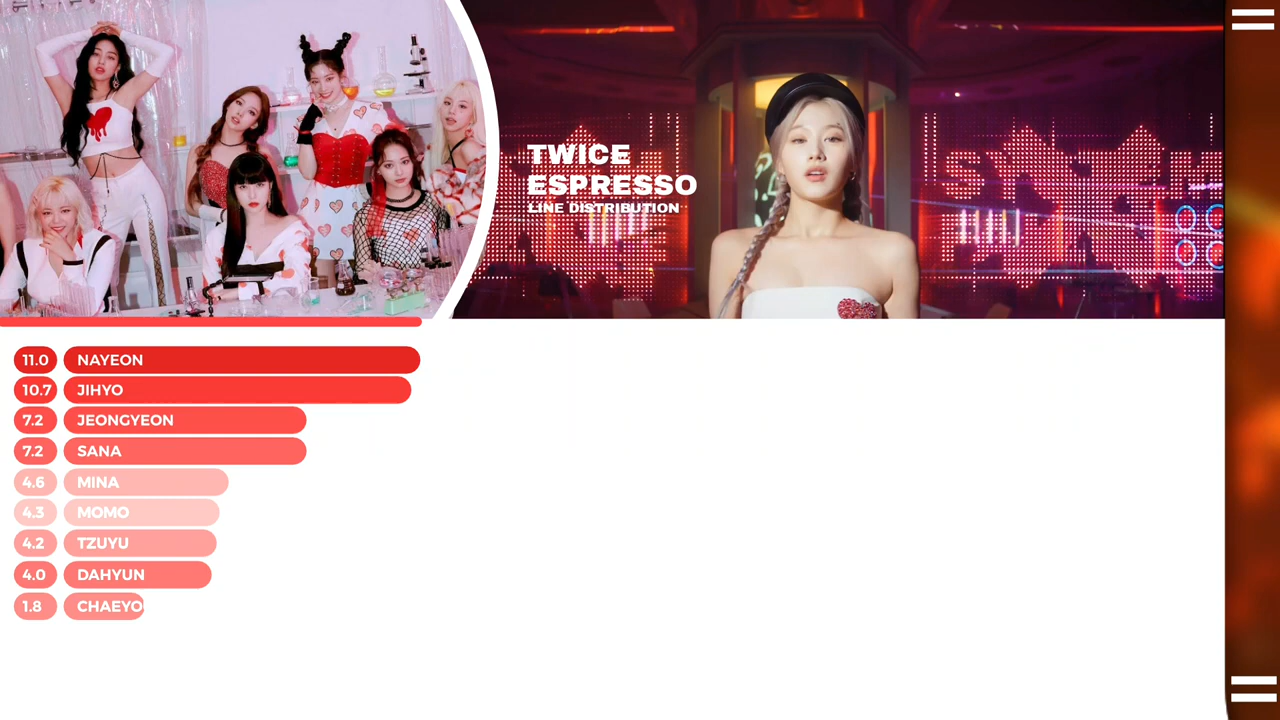 TWICE
ESPRESSO
LINE DISTRIBUTION
11.0 NAYEON
10.7 JIHYO
7.2 JEONGYEON
7.2 SANA
4.6 MINA
4.3 MOMO
4.2 TZUYU
4.0 DAHYUN
1.8 CHAEYO